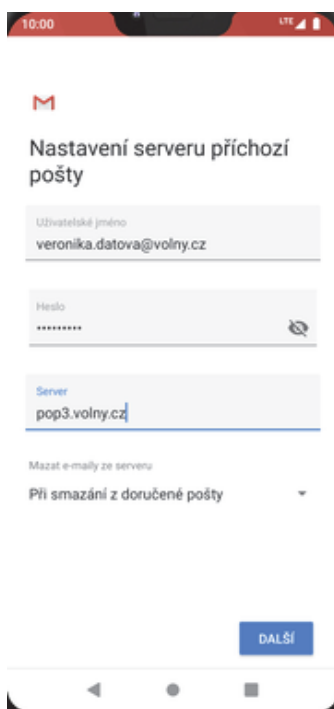 10:00
LTE
Nastavení serveru příchozí
pošty
Uživatelské jméno
veronika.datova@volny.cz
Heslo
•••••••••
Server
pop3.volny.cz
Mazat e-maily ze serveru
Při smazání z doručené pošty
DALŠÍ